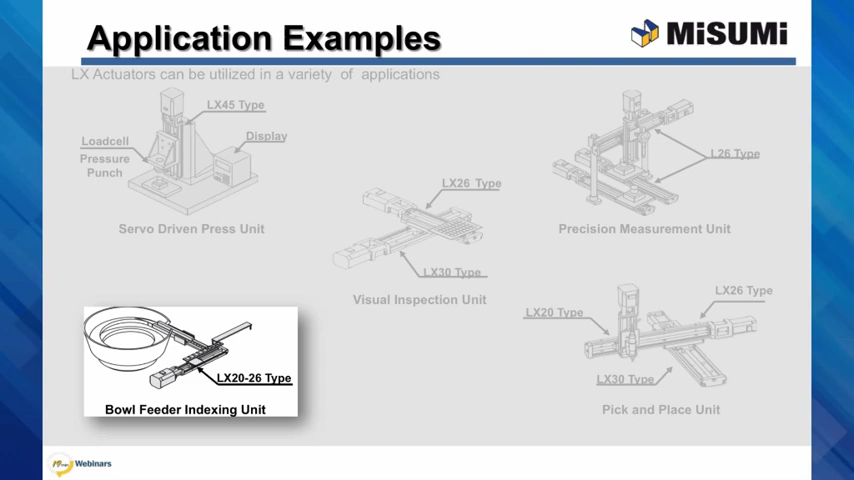 Application Examples
MiSUMi
LX Actuators can be utilized in a variety of applications
LX45 Type
Loadcell
Display
Pressure
Punch
Servo Driven Press Unit
LX26 Type
LX30 Type
Visual Inspection Unit
L26 Type
Precision Measurement Unit
LX20-26 Type
Bowl Feeder Indexing Unit
LX20 Type
LX26 Type
LX30 Type
Pick and Place Unit
Webinars